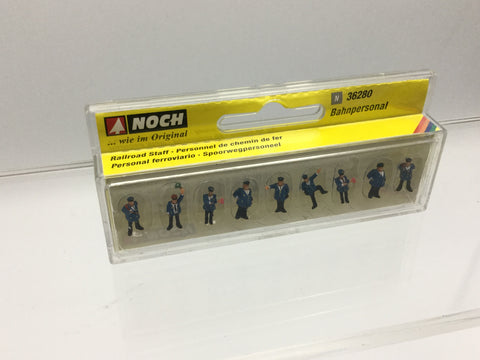 NOCH
... wie im Original
N 36280
Bahnpersonal
Railroad Staff - Personnel de chemin de fer
Personal ferroviario - Spoorwegpersoneel